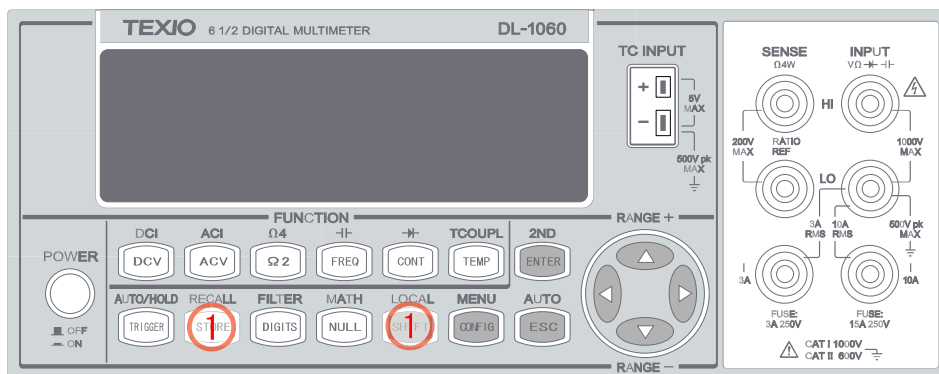 TEXIO 6 1/2 DIGITAL MULTIMETER DL-1060
TC INPUT
+
5V
MAX
−
500V pk
MAX
SENSE INPUT
Ω4W VΩ
HI
200V
MAX
RATIO
REF
1000V
MAX
LO
3A
RMS
10A
RMS
500V pk
MAX
3A
10A
FUSE:
3A 250V
FUSE:
15A 250V
CAT I 1000V
CAT II 600V
FUNCTION
DCI ACI Ω4 TCOUPL 2ND
DCV ACV Ω2 FREQ CONT TEMP ENTER
RANGE +
POWER
OFF
ON
AUTO/HOLD RECALL FILTER MATH LOCAL MENU AUTO
TRIGGER STORE DIGITS NULL SHIFT CONFIG ESC
1 1
RANGE −